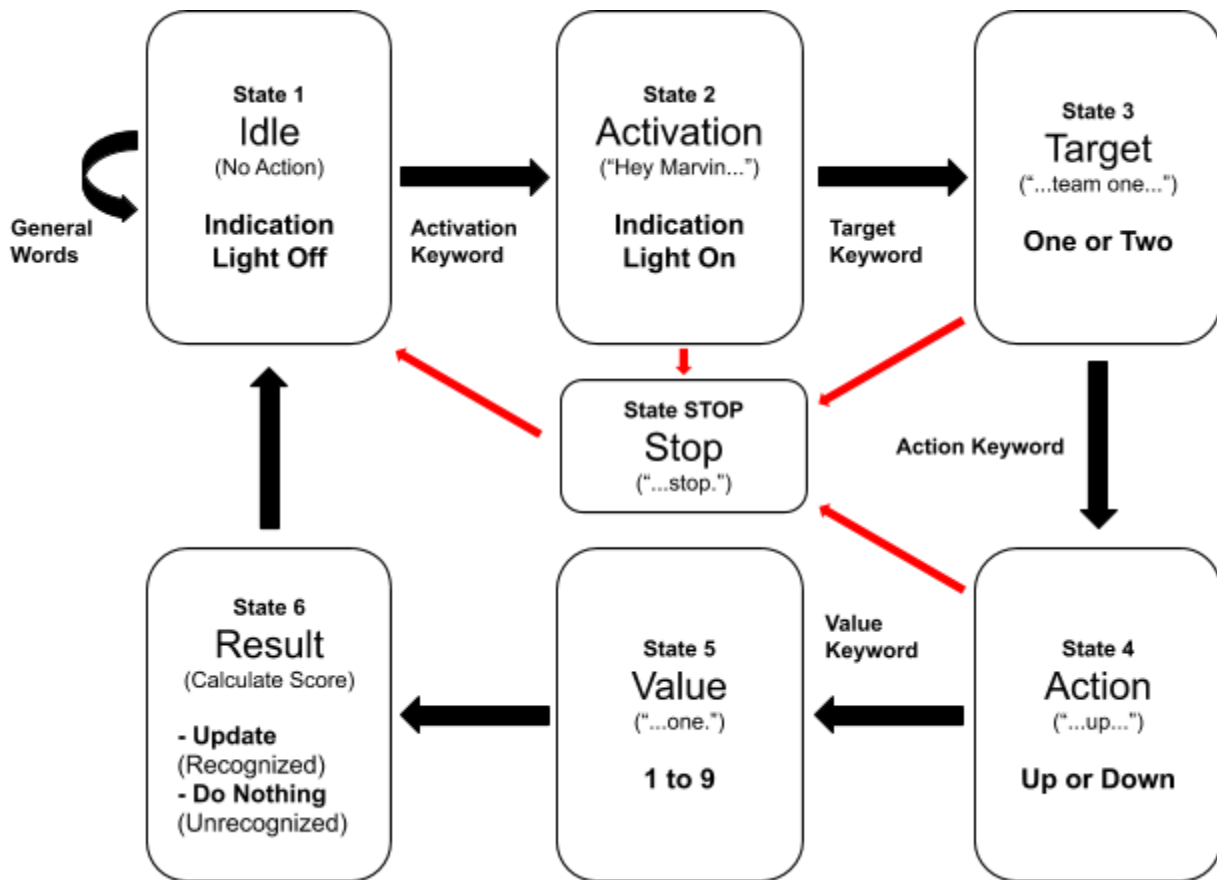 State 1
Idle
(No Action)
Indication
Light Off
General
Words
Activation
Keyword
State 2
Activation
(“Hey Marvin...”)
Indication
Light On
Target
Keyword
State 3
Target
(“...team one...”)
One or Two
State STOP
Stop
(“...stop.”)
Action Keyword
State 4
Action
(“...up...”)
Up or Down
Value
Keyword
State 5
Value
(“...one.”)
1 to 9
State 6
Result
(Calculate Score)
- Update
(Recognized)
- Do Nothing
(Unrecognized)